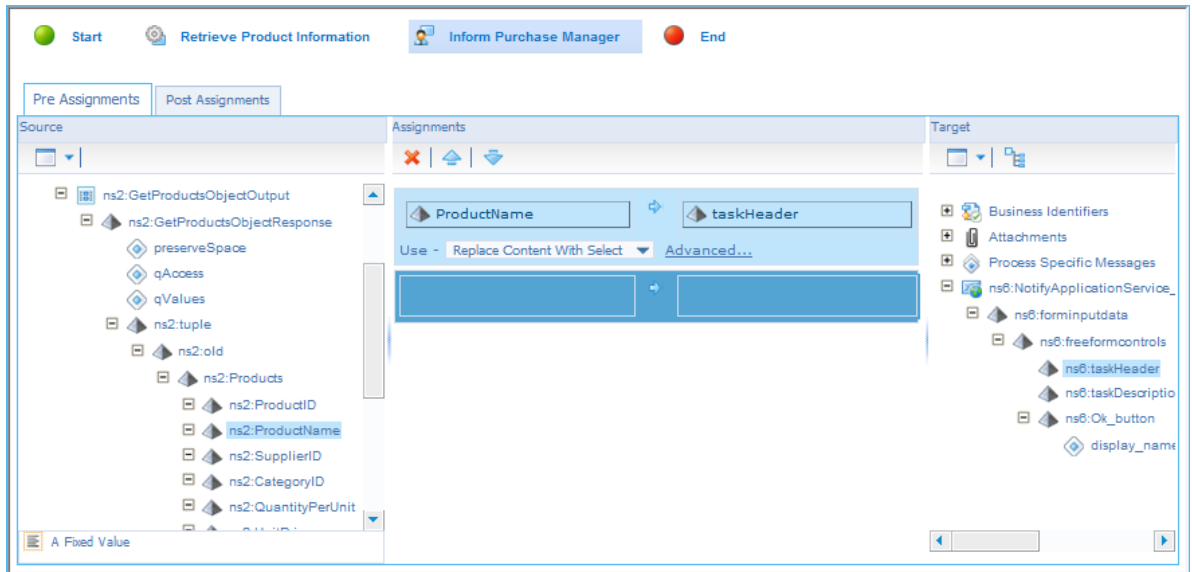 Start Retrieve Product Information Inform Purchase Manager End
Pre Assignments Post Assignments
Source Assignments Target
ns2:GetProductsObjectOutput
ns2:GetProductsObjectResponse
preserveSpace
qAccess
qValues
ns2:tuple
ns2:old
ns2:Products
ns2:ProductID
ns2:ProductName
ns2:SupplierID
ns2:CategoryID
ns2:QuantityPerUnit
A Fixed Value
ProductName taskHeader
Use - Replace Content With Select Advanced...
Business Identifiers
Attachments
Process Specific Messages
ns6:NotifyApplicationService_
ns6:forminputdata
ns6:freeformcontrols
ns6:taskHeader
ns6:taskDescriptio
ns6:Ok_button
display_name